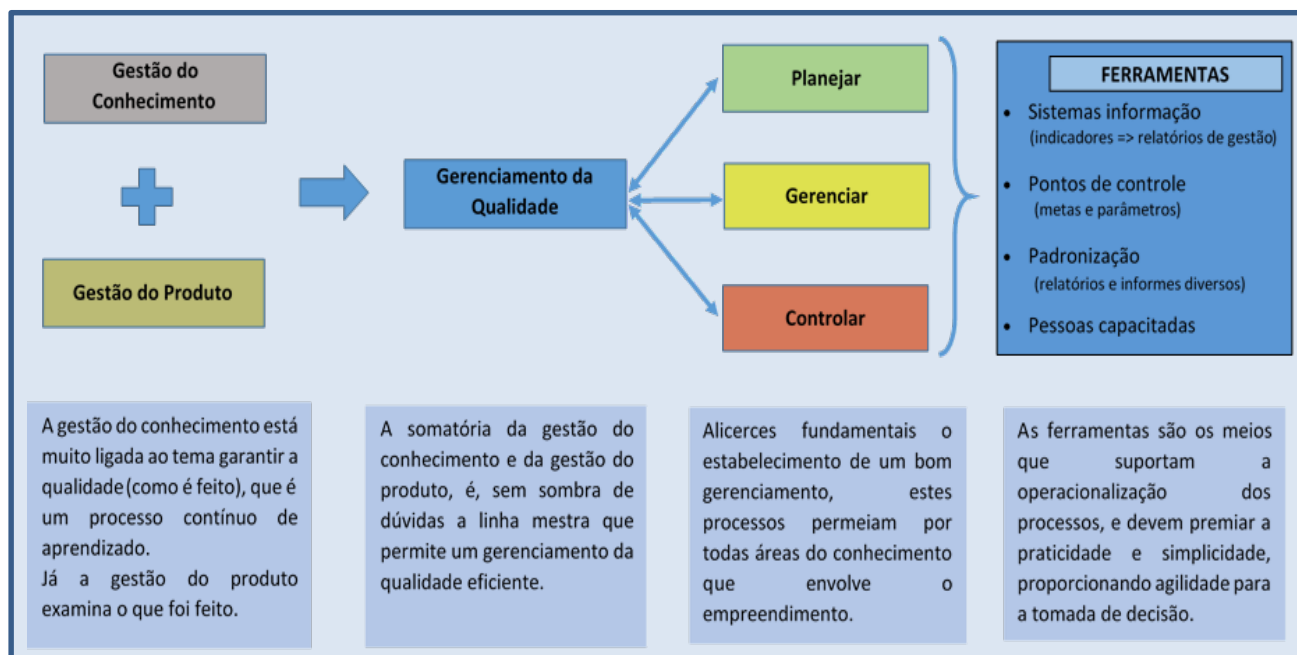 Gestão do
Conhecimento
Gestão do Produto
Gerenciamento da
Qualidade
Planejar
Gerenciar
Controlar
FERRAMENTAS
• Sistemas informação
(indicadores => relatórios de gestão)
• Pontos de controle
(metas e parâmetros)
• Padronização
(relatórios e informes diversos)
• Pessoas capacitadas
A gestão do conhecimento está
muito ligada ao tema garantir a
qualidade (como é feito), que é
um processo contínuo de
aprendizado.
Já a gestão do produto
examina o que foi feito.
A somatória da gestão do
conhecimento e da gestão do
produto, é, sem sombra de
dúvidas a linha mestra que
permite um gerenciamento da
qualidade eficiente.
Alicerces fundamentais o
estabelecimento de um bom
gerenciamento, estes
processos permeiam por
todas áreas do conhecimento
que envolve o
empreendimento.
As ferramentas são os meios
que suportam a
operacionalização dos
processos, e devem premiar a
praticidade e simplicidade,
proporcionando agilidade para
a tomada de decisão.